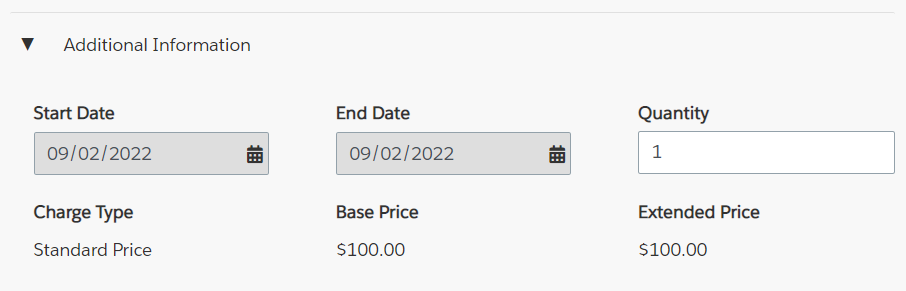 Additional Information
Start Date End Date Quantity
09/02/2022 09/02/2022 1
Charge Type Base Price Extended Price
Standard Price $100.00 $100.00